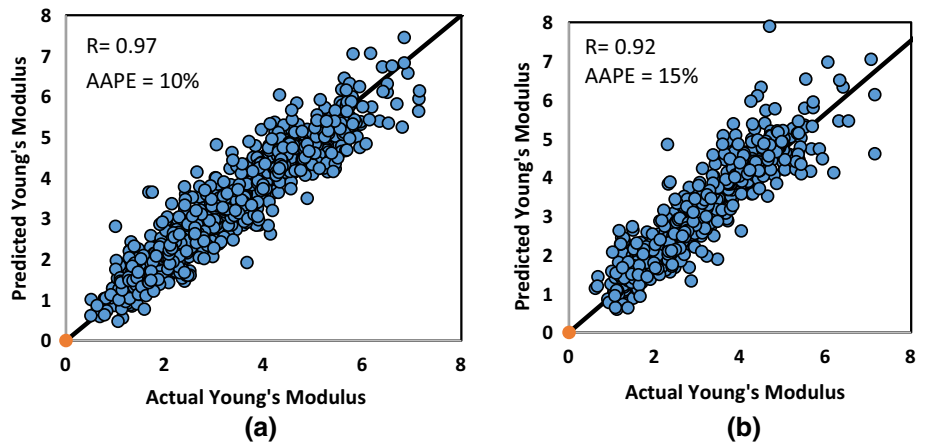 R= 0.97
AAPE = 10%
Predicted Young's Modulus
8
7
6
5
4
3
2
1
0
0 2 4 6 8
Actual Young's Modulus
(a)
R= 0.92
AAPE = 15%
Predicted Young's Modulus
8
7
6
5
4
3
2
1
0
0 2 4 6 8
Actual Young's Modulus
(b)